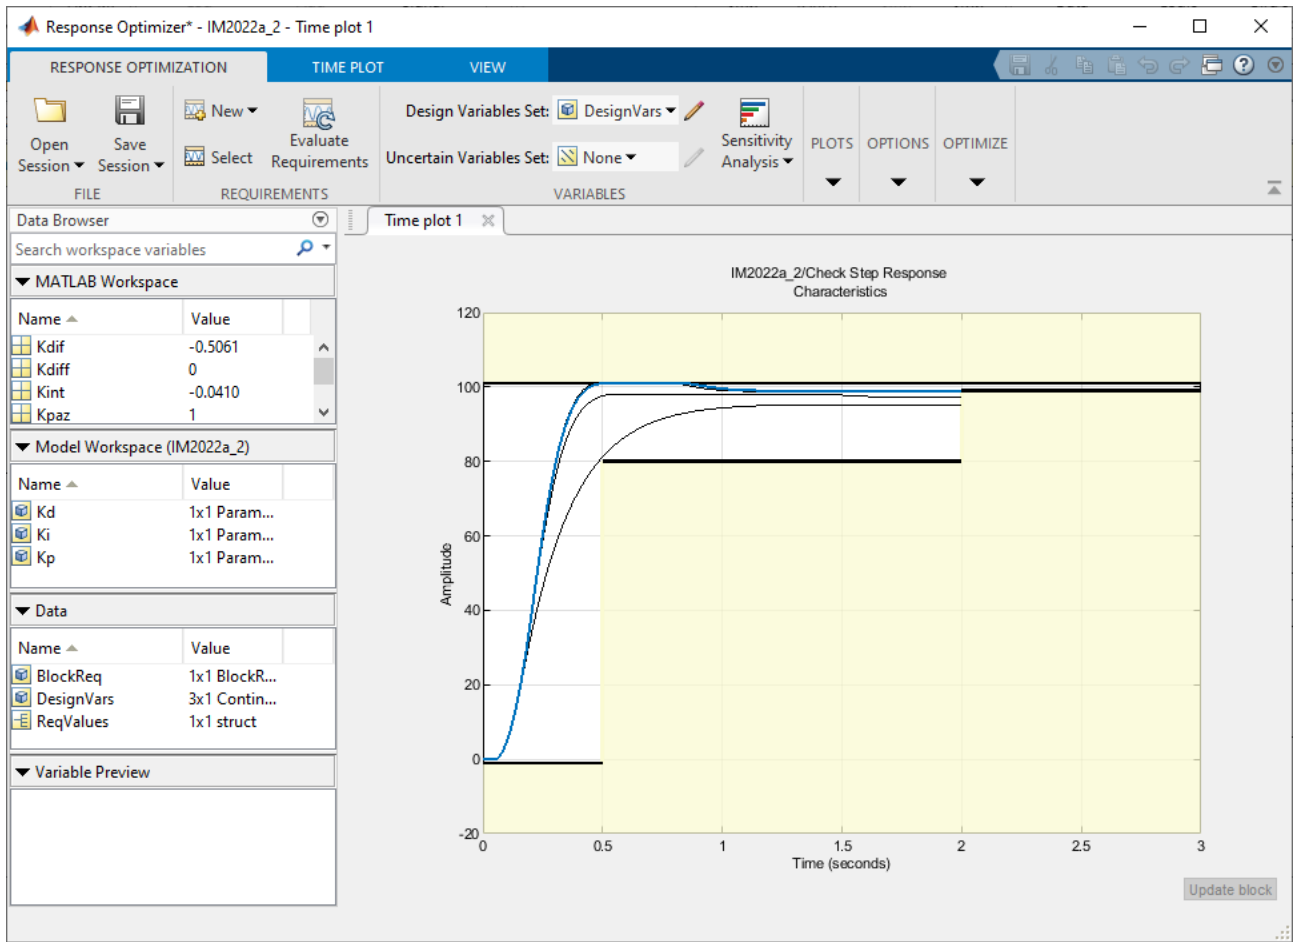 Response Optimizer* - IM2022a_2 - Time plot 1
RESPONSE OPTIMIZATION TIME PLOT VIEW
Open Session
Save Session
FILE
New
Select
Evaluate Requirements
REQUIREMENTS
Design Variables Set: DesignVars
Uncertain Variables Set: None
VARIABLES
Sensitivity Analysis
PLOTS
OPTIONS
OPTIMIZE
Data Browser
Search workspace variables
MATLAB Workspace
Name Value
Kdif -0.5061
Kdiff 0
Kint -0.0410
Kpaz 1
Model Workspace (IM2022a_2)
Name Value
Kd 1x1 Param...
Ki 1x1 Param...
Kp 1x1 Param...
Data
Name Value
BlockReq 1x1 BlockR...
DesignVars 3x1 Contin...
ReqValues 1x1 struct
Variable Preview
Time plot 1
IM2022a_2/Check Step Response
Characteristics
120
100
80
60
40
20
0
-20
Amplitude
0 0.5 1 1.5 2 2.5 3
Time (seconds)
Update block